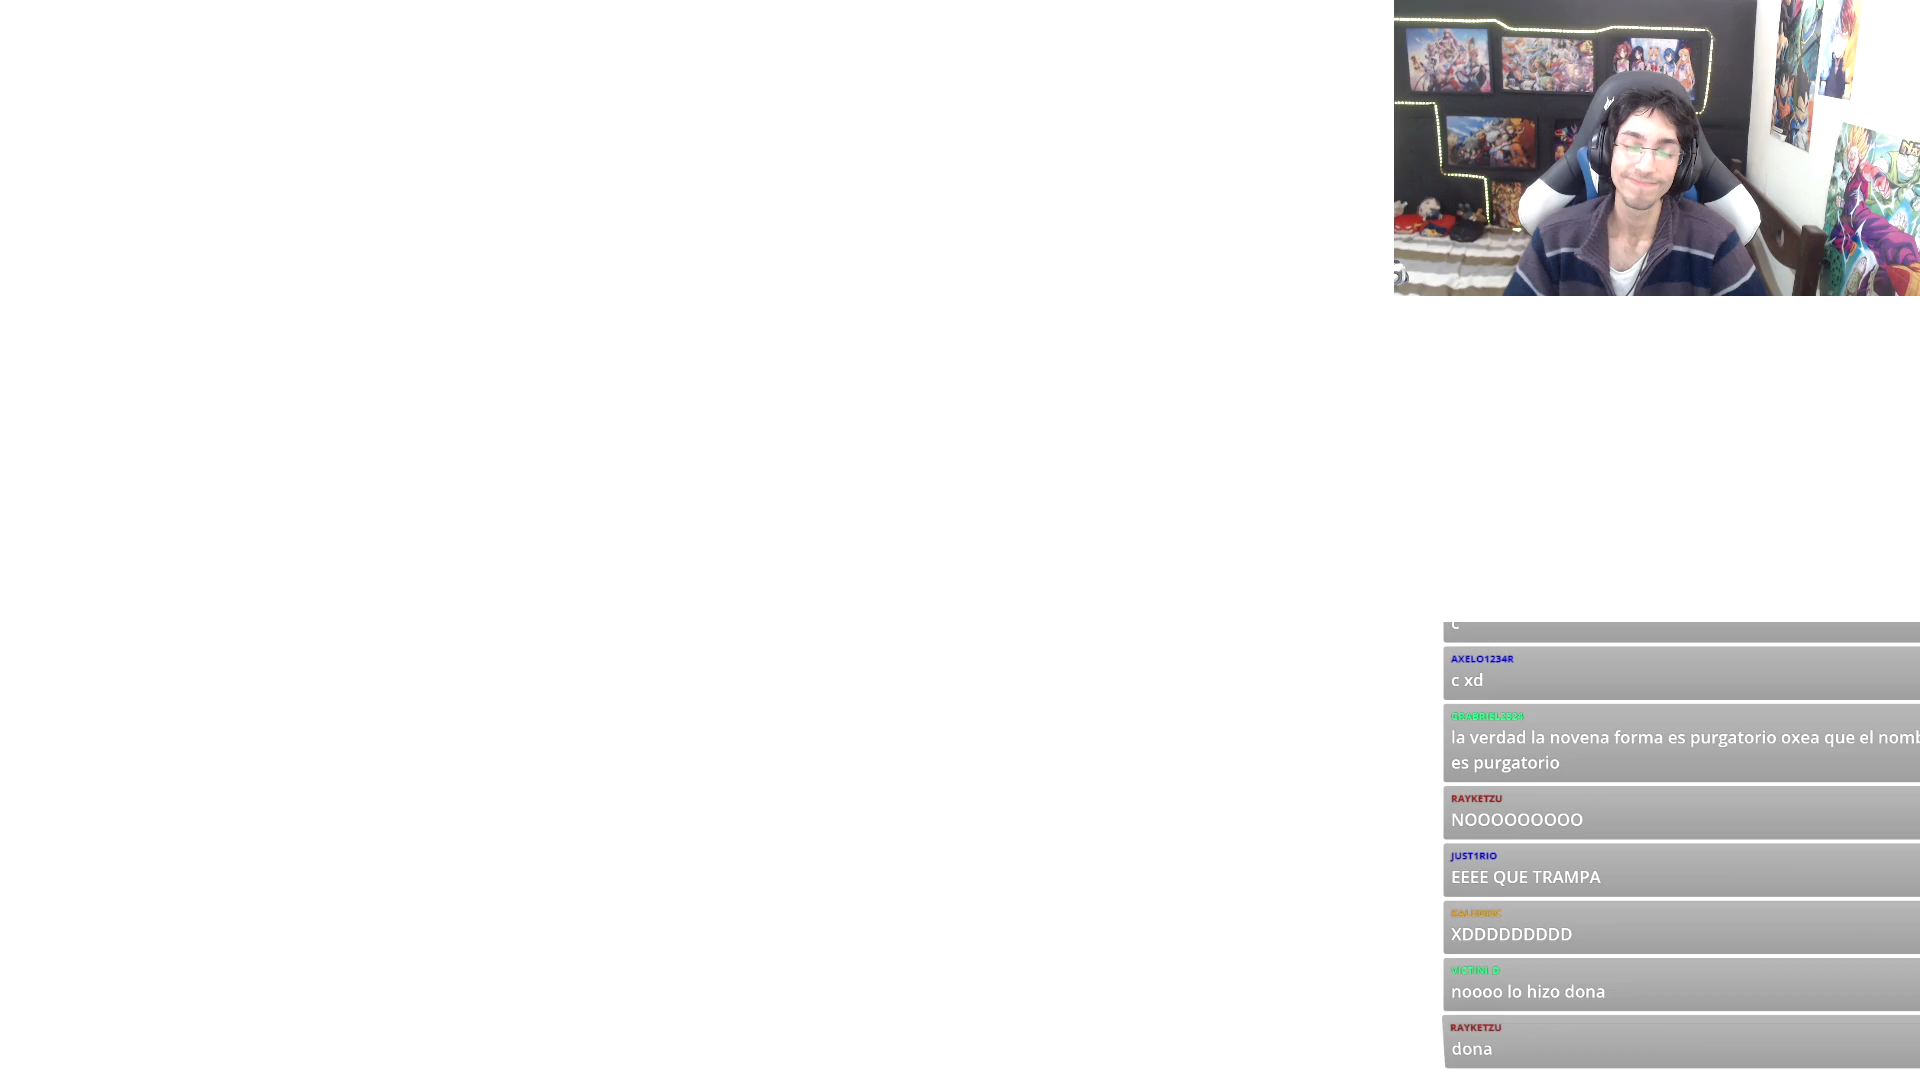 c
AXELO1234R
c xd
la verdad la novena forma es purgatorio oxea que el nomb
es purgatorio
RAYKETZU
NOOOOOOOOO
JUST1RIO
EEEE QUE TRAMPA
XDDDDDDDDD
VICTINI_D
noooo lo hizo dona
RAYKETZU
dona